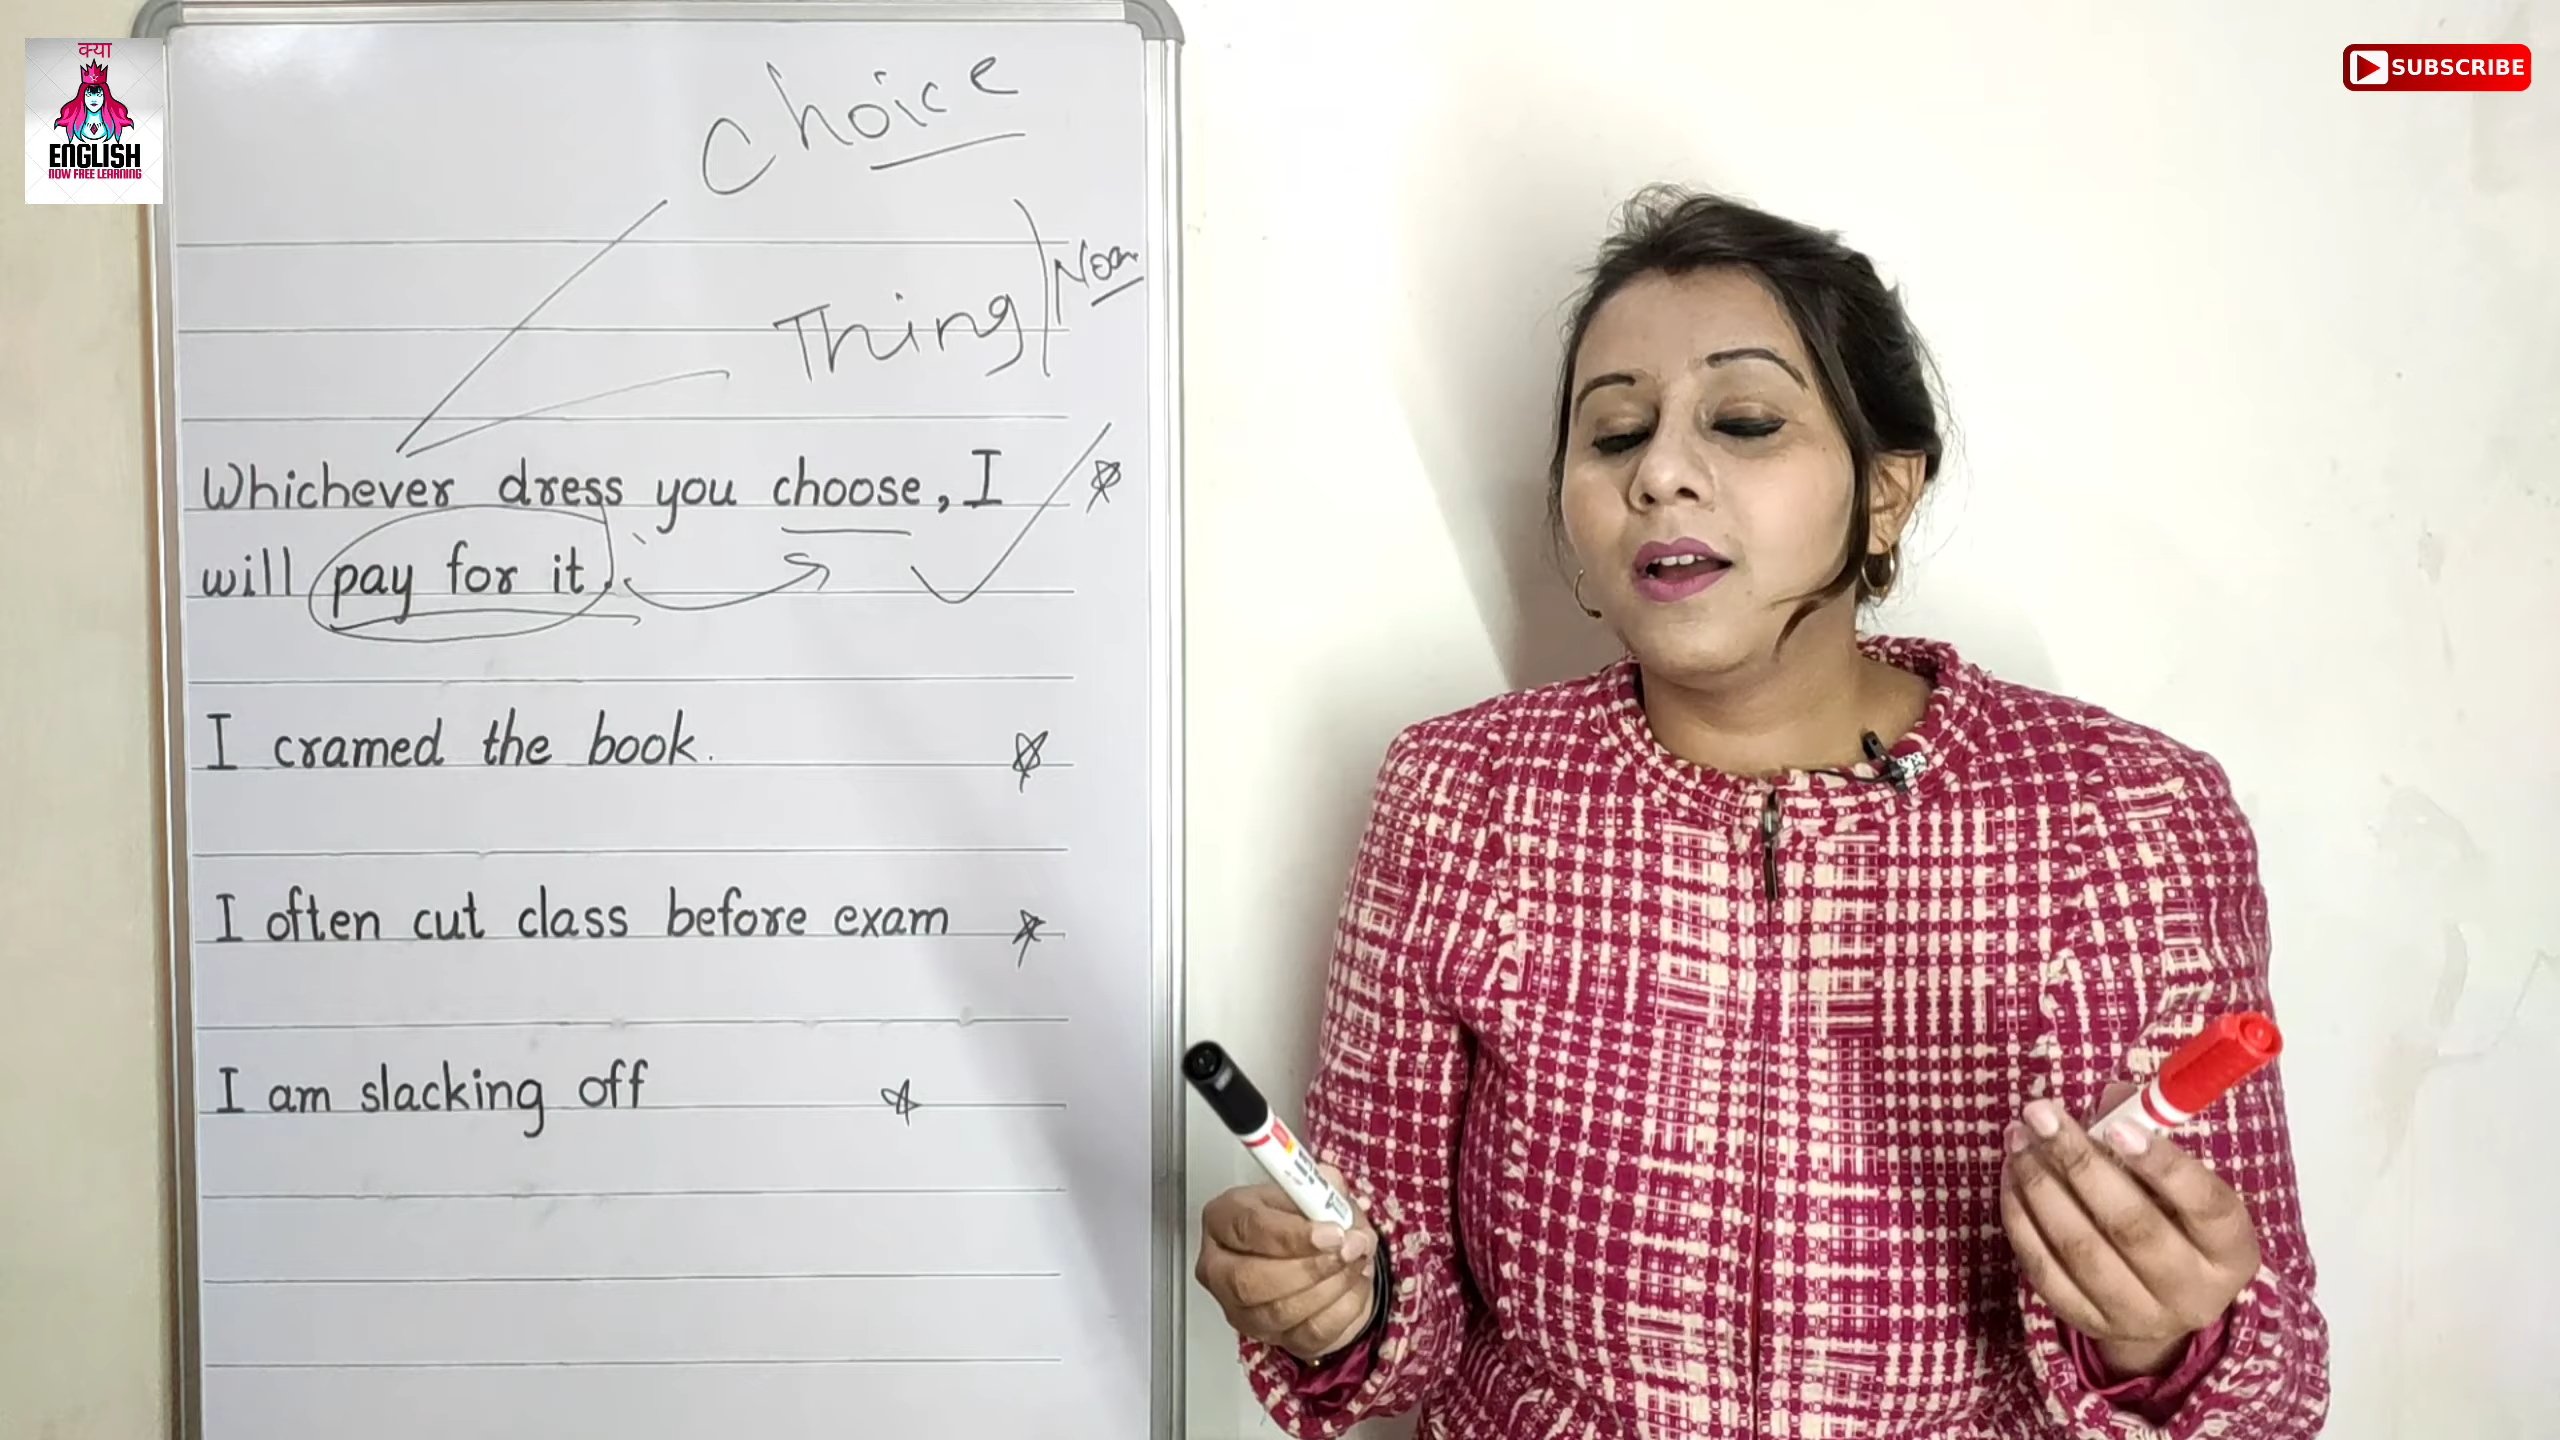 क्या
ENGLISH
NOW FREE LEARNING
SUBSCRIBE
Choice
Thing
Noun
Whichever dress you choose, I
will pay for it.
I cramed the book.
I often cut class before exam
I am slacking off